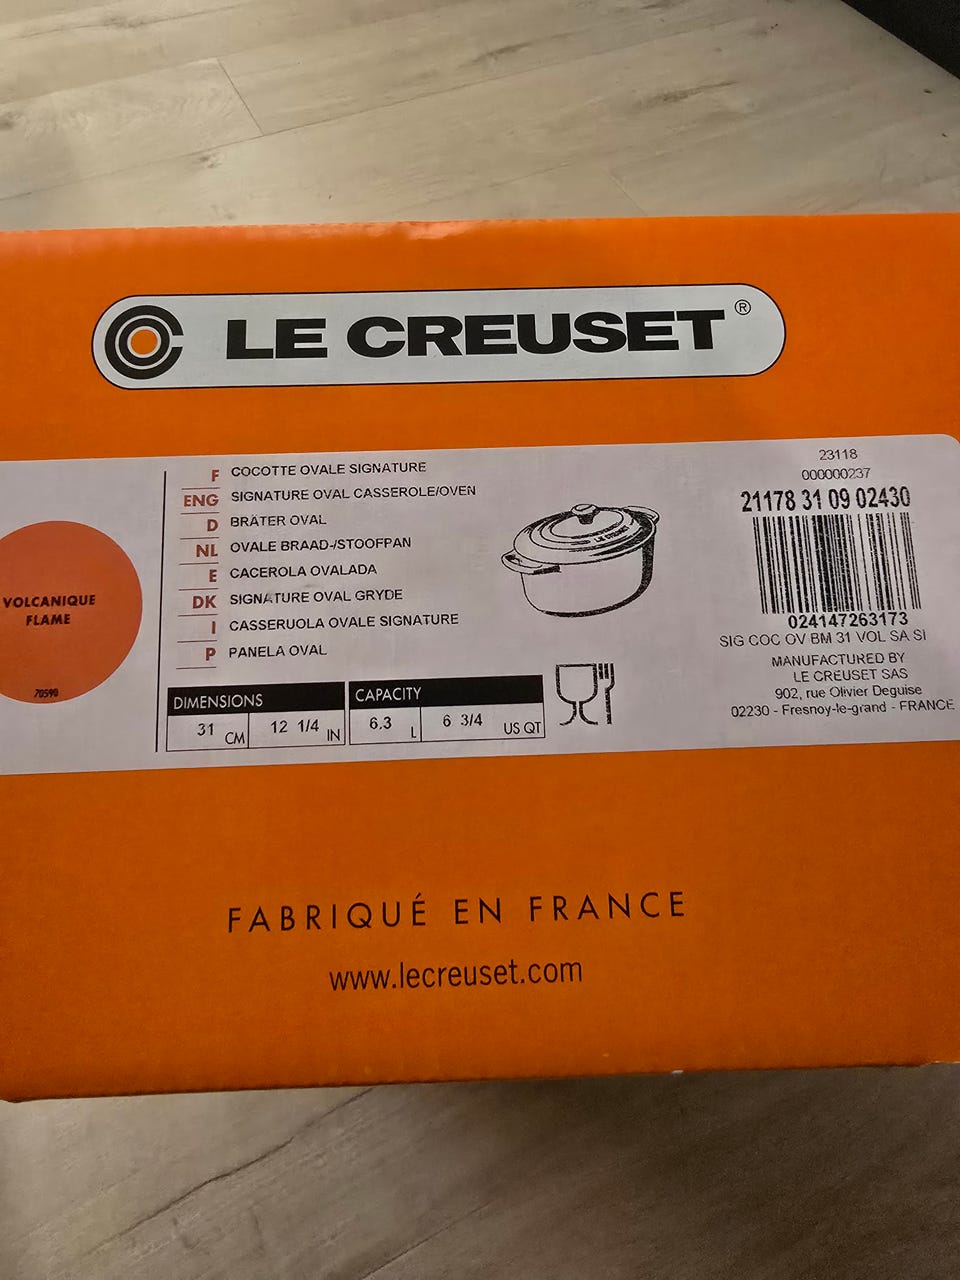 LE CREUSET ®
VOLCANIQUE
FLAME
70590
F COCOTTE OVALE SIGNATURE
ENG SIGNATURE OVAL CASSEROLE/OVEN
D BRÄTER OVAL
NL OVALE BRAAD-/STOOFPAN
E CACEROLA OVALADA
DK SIGNATURE OVAL GRYDE
I CASSERUOLA OVALE SIGNATURE
P PANELA OVAL
DIMENSIONS
31 CM 12 1/4 IN
CAPACITY
6.3 L 6 3/4 US QT
LE CREUSET
23118
000000237
21178 31 09 02430
024147263173
SIG COC OV BM 31 VOL SA SI
MANUFACTURED BY
LE CREUSET SAS
902, rue Olivier Deguise
02230 - Fresnoy-le-grand - FRANCE
FABRIQUÉ EN FRANCE
www.lecreuset.com